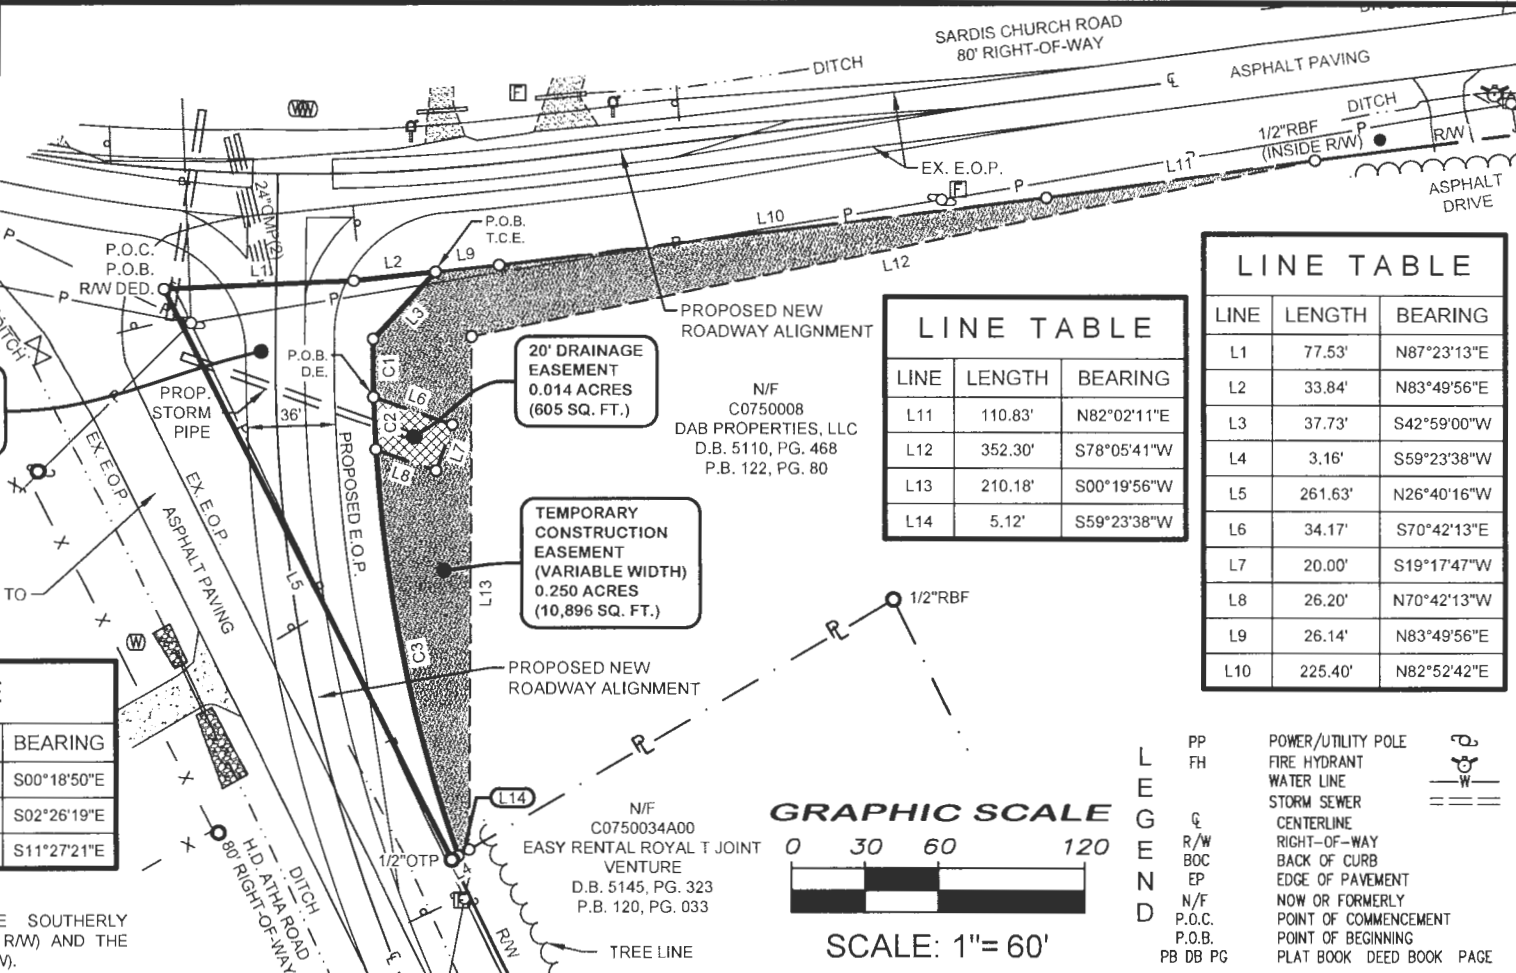 SARDIS CHURCH ROAD
80' RIGHT-OF-WAY
DITCH
℄
ASPHALT PAVING
DITCH
1/2"RBF
(INSIDE R/W)
P
R/W
ASPHALT
DRIVE
F
W
24"CMP(2)
EX. E.O.P.
L11
F
P
L10
P
L12
P.O.B.
T.C.E.
P.O.C.
P.O.B.
R/W DED.
L1
L2
L9
P
P
P
P
L3
PROPOSED NEW
ROADWAY ALIGNMENT
DITCH
P.O.B.
D.E.
C1
C2
L6
L7
L8
20' DRAINAGE
EASEMENT
0.014 ACRES
(605 SQ. FT.)
PROP.
STORM
PIPE
36'
N/F
C0750008
DAB PROPERTIES, LLC
D.B. 5110, PG. 468
P.B. 122, PG. 80
PROPOSED E.O.P.
EX. E.O.P.
EX. E.O.P.
ASPHALT PAVING
TEMPORARY
CONSTRUCTION
EASEMENT
(VARIABLE WIDTH)
0.250 ACRES
(10,896 SQ. FT.)
TO
L5
L13
C3
W
PROPOSED NEW
ROADWAY ALIGNMENT
1/2"RBF
LINE TABLE
LINE LENGTH BEARING
L11 110.83' N82°02'11"E
L12 352.30' S78°05'41"W
L13 210.18' S00°19'56"W
L14 5.12' S59°23'38"W
LINE TABLE
LINE LENGTH BEARING
L1 77.53' N87°23'13"E
L2 33.84' N83°49'56"E
L3 37.73' S42°59'00"W
L4 3.16' S59°23'38"W
L5 261.63' N26°40'16"W
L6 34.17' S70°42'13"E
L7 20.00' S19°17'47"W
L8 26.20' N70°42'13"W
L9 26.14' N83°49'56"E
L10 225.40' N82°52'42"E
BEARING
S00°18'50"E
S02°26'19"E
S11°27'21"E
L14
1/2"OTP
L4
N/F
C0750034A00
EASY RENTAL ROYAL T JOINT
VENTURE
D.B. 5145, PG. 323
P.B. 120, PG. 033
TREE LINE
R/W
℄
DITCH
H.D. ATHA ROAD
80' RIGHT-OF-WAY
SOUTHERLY
R/W) AND THE
GRAPHIC SCALE
0 30 60 120
SCALE: 1"= 60'
LEGEND
PP POWER/UTILITY POLE
FH FIRE HYDRANT
WATER LINE W
STORM SEWER
℄ CENTERLINE
R/W RIGHT-OF-WAY
BOC BACK OF CURB
EP EDGE OF PAVEMENT
N/F NOW OR FORMERLY
P.O.C. POINT OF COMMENCEMENT
P.O.B. POINT OF BEGINNING
PB DB PG PLAT BOOK DEED BOOK PAGE